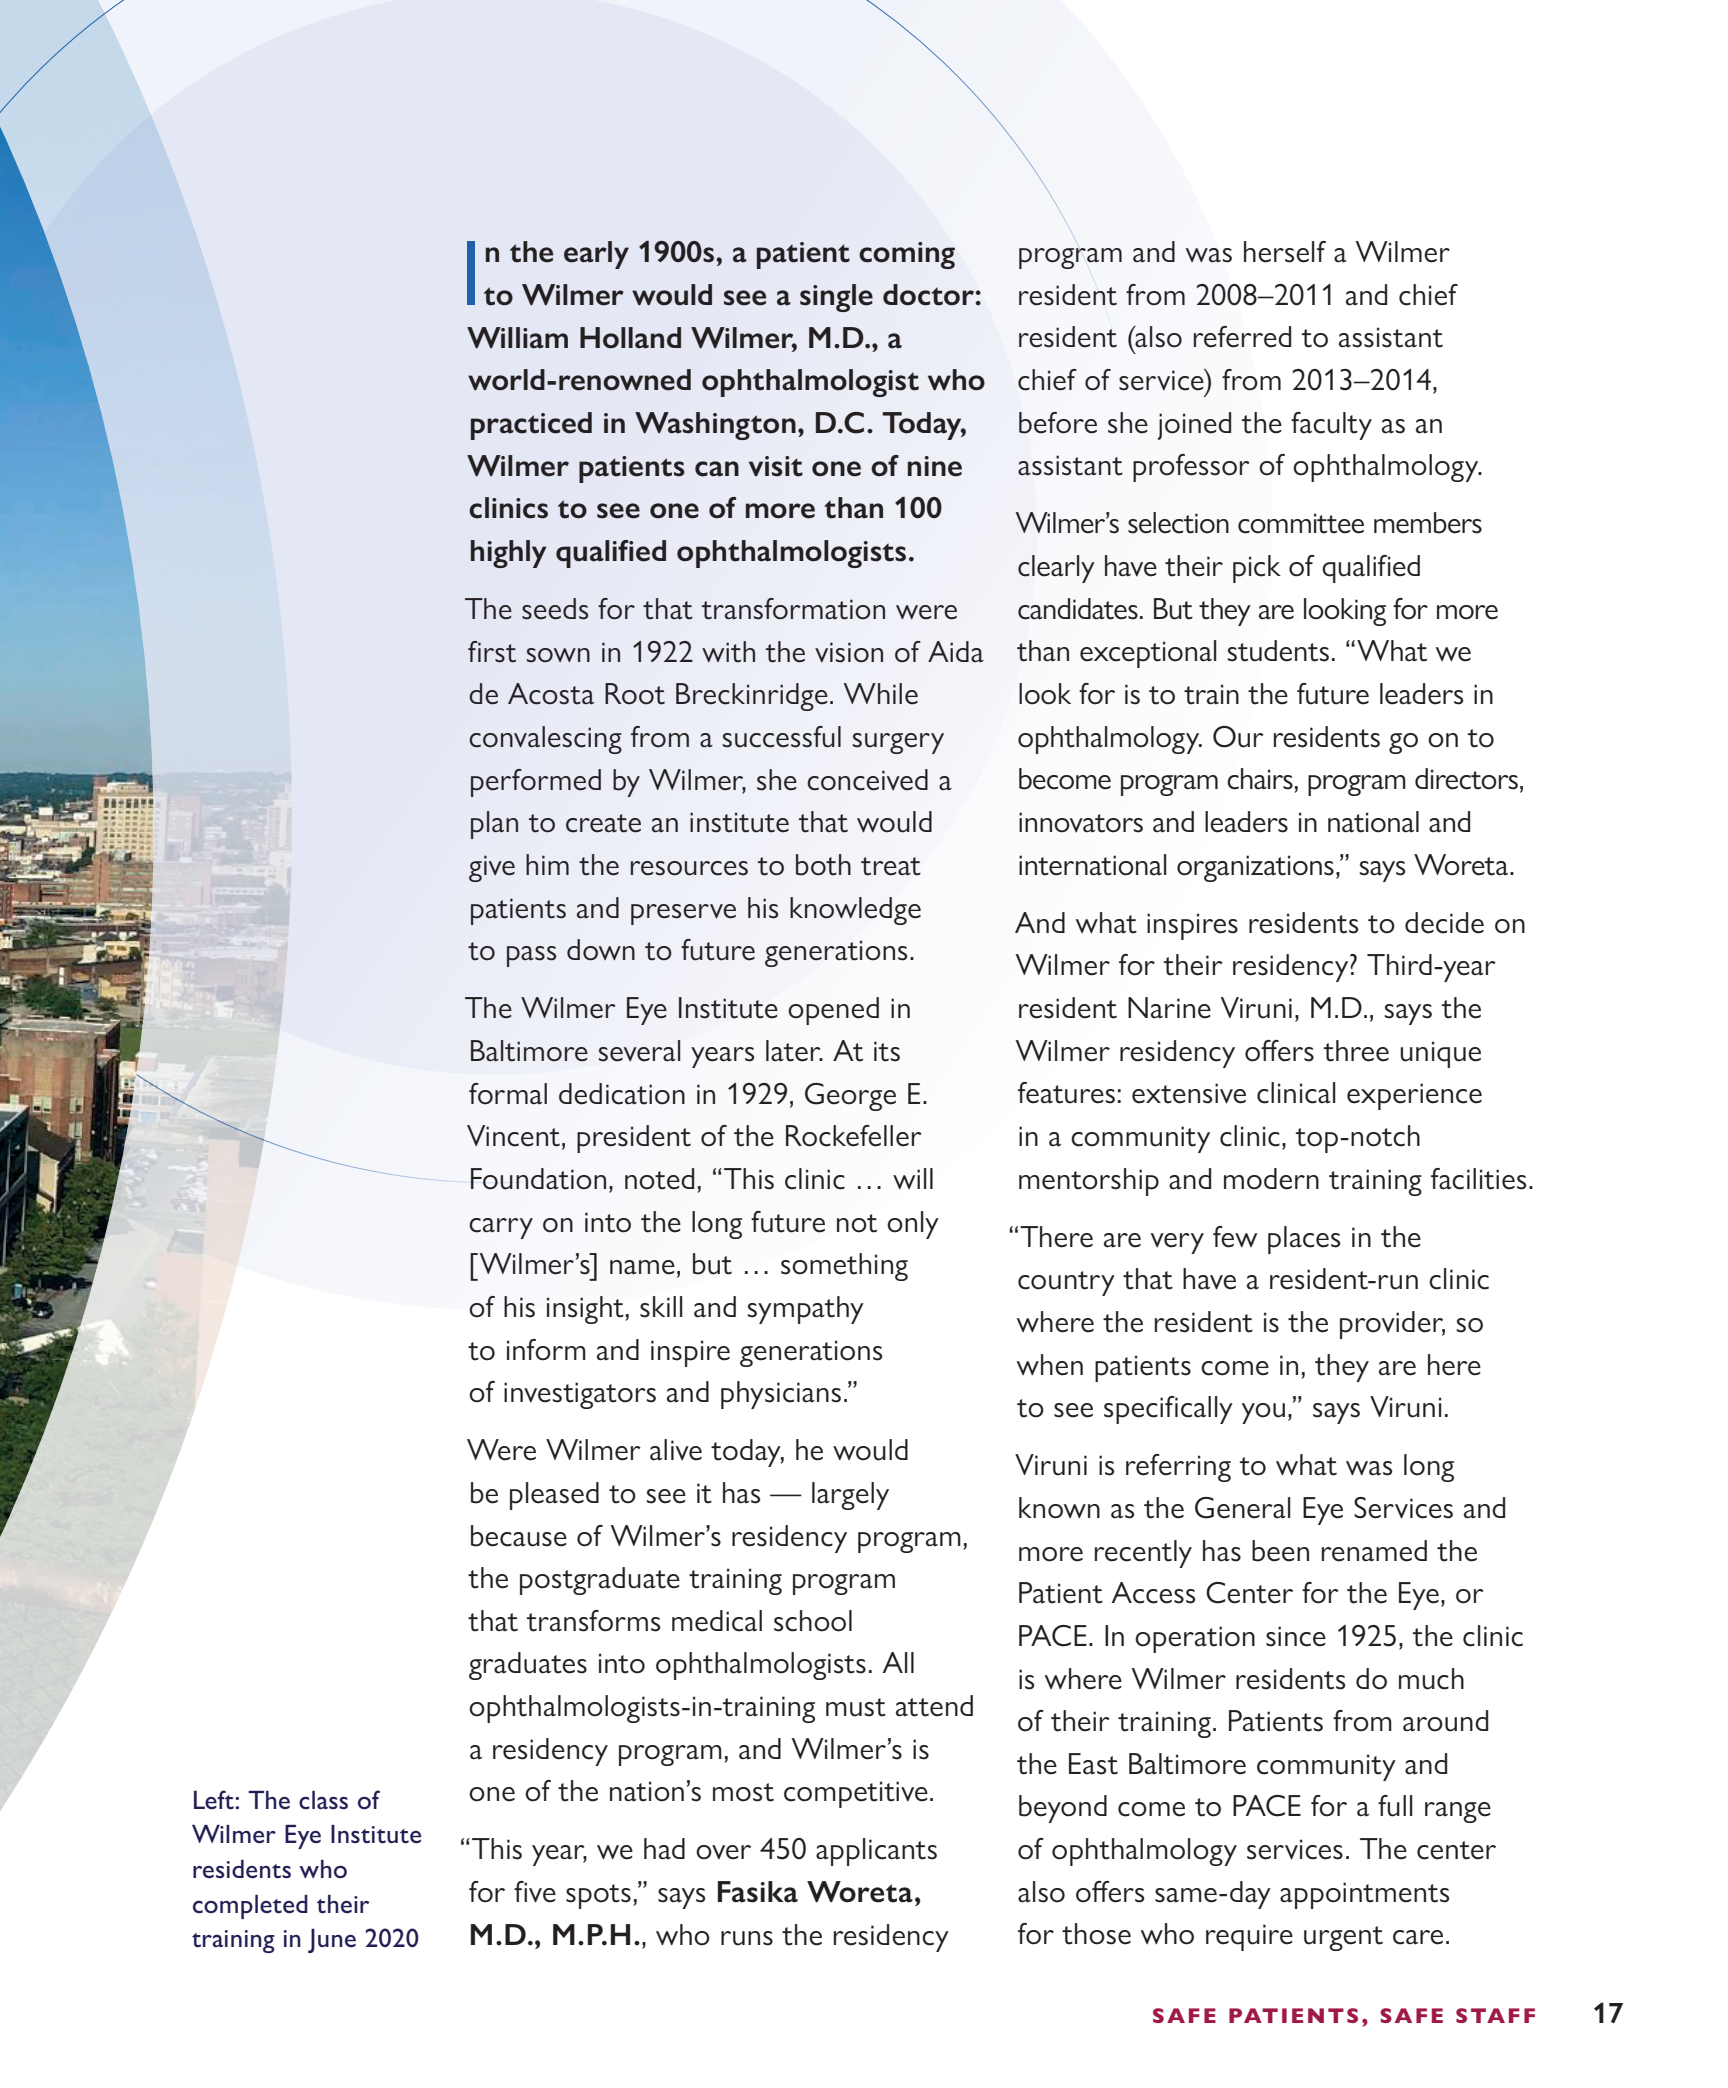 In the early 1900s, a patient coming
to Wilmer would see a single doctor:
William Holland Wilmer, M.D., a
world-renowned ophthalmologist who
practiced in Washington, D.C. Today,
Wilmer patients can visit one of nine
clinics to see one of more than 100
highly qualified ophthalmologists.
The seeds for that transformation were
first sown in 1922 with the vision of Aida
de Acosta Root Breckinridge. While
convalescing from a successful surgery
performed by Wilmer, she conceived a
plan to create an institute that would
give him the resources to both treat
patients and preserve his knowledge
to pass down to future generations.
The Wilmer Eye Institute opened in
Baltimore several years later. At its
formal dedication in 1929, George E.
Vincent, president of the Rockefeller
Foundation, noted, “This clinic … will
carry on into the long future not only
[Wilmer’s] name, but … something
of his insight, skill and sympathy
to inform and inspire generations
of investigators and physicians.”
Were Wilmer alive today, he would
be pleased to see it has — largely
because of Wilmer’s residency program,
the postgraduate training program
that transforms medical school
graduates into ophthalmologists. All
ophthalmologists-in-training must attend
a residency program, and Wilmer’s is
one of the nation’s most competitive.
“This year, we had over 450 applicants
for five spots,” says Fasika Woreta,
M.D., M.P.H., who runs the residency
program and was herself a Wilmer
resident from 2008–2011 and chief
resident (also referred to assistant
chief of service) from 2013–2014,
before she joined the faculty as an
assistant professor of ophthalmology.
Wilmer’s selection committee members
clearly have their pick of qualified
candidates. But they are looking for more
than exceptional students. “What we
look for is to train the future leaders in
ophthalmology. Our residents go on to
become program chairs, program directors,
innovators and leaders in national and
international organizations,” says Woreta.
And what inspires residents to decide on
Wilmer for their residency? Third-year
resident Narine Viruni, M.D., says the
Wilmer residency offers three unique
features: extensive clinical experience
in a community clinic, top-notch
mentorship and modern training facilities.
“There are very few places in the
country that have a resident-run clinic
where the resident is the provider, so
when patients come in, they are here
to see specifically you,” says Viruni.
Viruni is referring to what was long
known as the General Eye Services and
more recently has been renamed the
Patient Access Center for the Eye, or
PACE. In operation since 1925, the clinic
is where Wilmer residents do much
of their training. Patients from around
the East Baltimore community and
beyond come to PACE for a full range
of ophthalmology services. The center
also offers same-day appointments
for those who require urgent care.
Left: The class of
Wilmer Eye Institute
residents who
completed their
training in June 2020
SAFE PATIENTS, SAFE STAFF 17